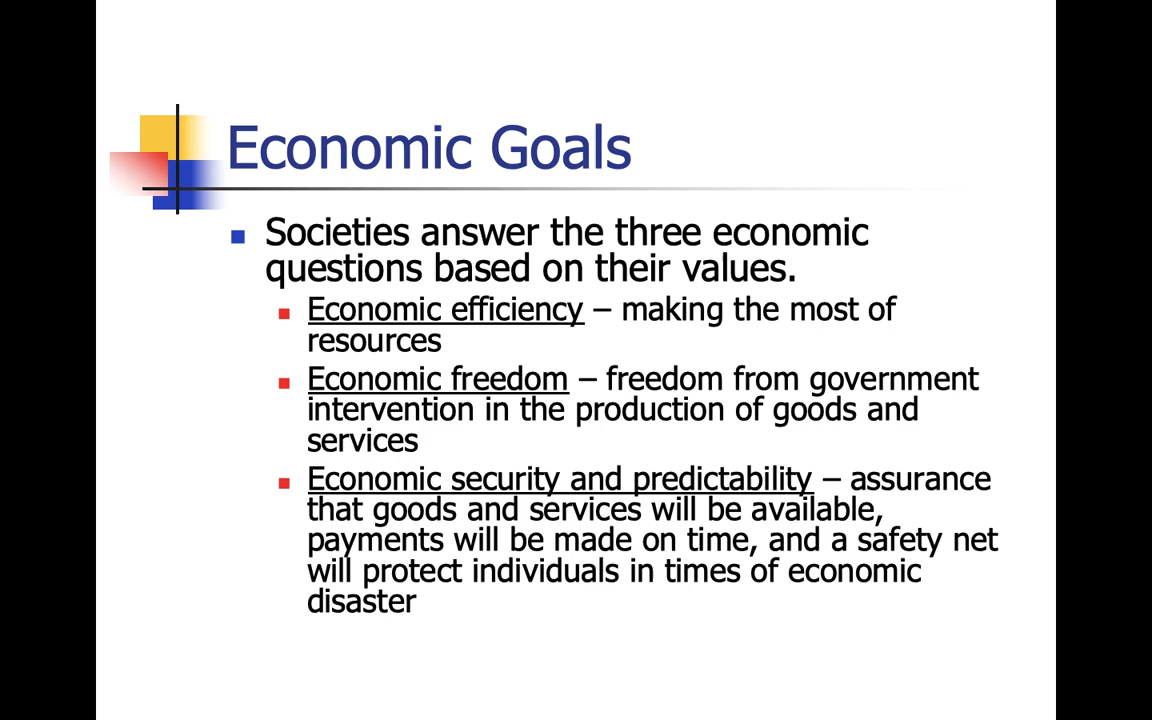 Economic Goals
Societies answer the three economic
questions based on their values.
Economic efficiency – making the most of
resources
Economic freedom – freedom from government
intervention in the production of goods and
services
Economic security and predictability – assurance
that goods and services will be available,
payments will be made on time, and a safety net
will protect individuals in times of economic
disaster